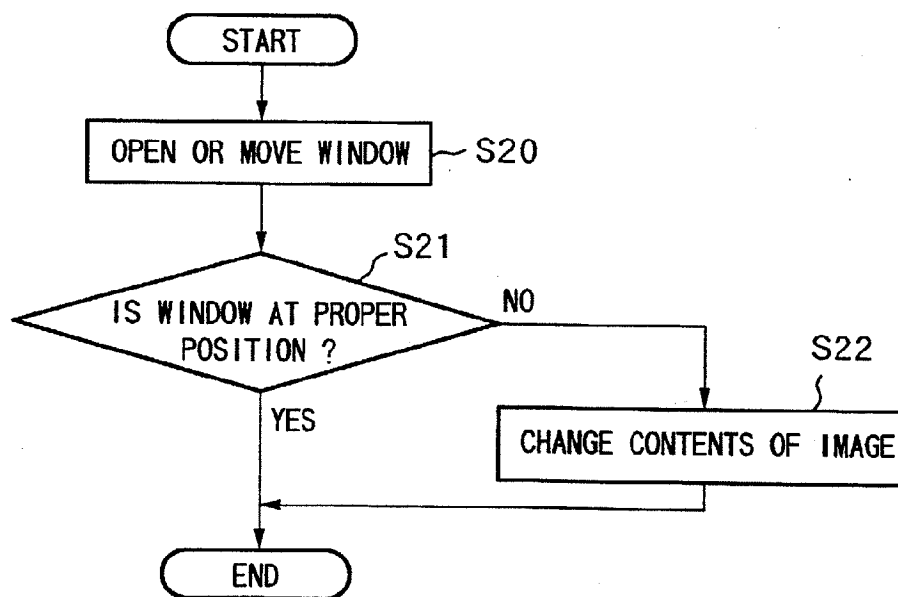 START
OPEN OR MOVE WINDOW
S20
S21
IS WINDOW AT PROPER
POSITION ?
NO
S22
YES
CHANGE CONTENTS OF IMAGE
END